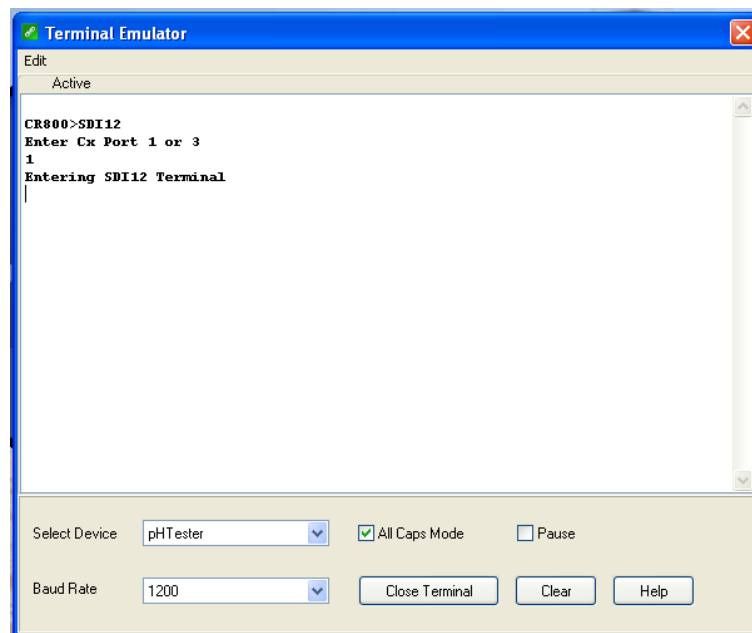 Terminal Emulator
Edit
Active
CR800>SDI12
Enter Cx Port 1 or 3
1
Entering SDI12 Terminal
Select Device pHTester All Caps Mode Pause
Baud Rate 1200 Close Terminal Clear Help